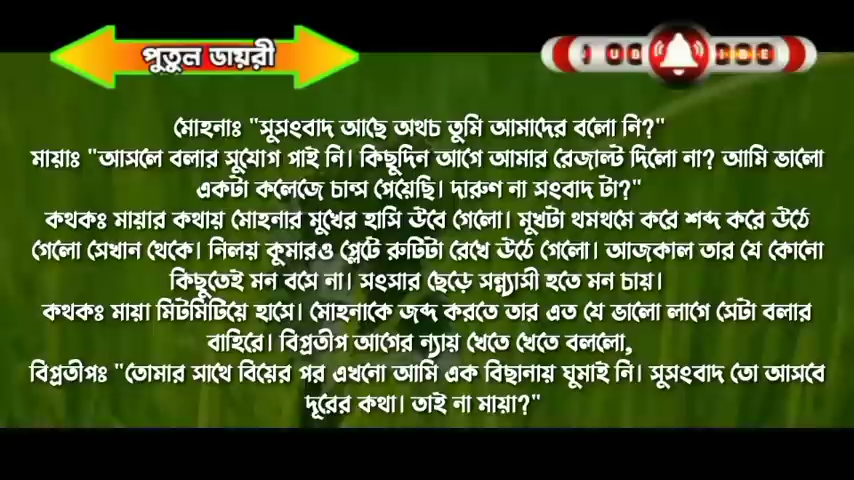 পুতুল ডায়রী
মোহনাঃ "সুসংবাদ আছে অথচ তুমি আমাদের বলো নি?"
মায়াঃ "আসলে বলার সুযোগ পাই নি। কিছুদিন আগে আমার রেজাল্ট দিলো না? আমি ভালো
একটা কলেজে চান্স পেয়েছি। দারুণ না সংবাদ টা?"
কথকঃ মায়ার কথায় মোহনার মুখের হাসি উবে গেলো। মুখটা থমথমে করে শব্দ করে উঠে
গেলো সেখান থেকে। নিলয় কুমারও প্লেটে রুটিটা রেখে উঠে গেলো। আজকাল তার যে কোনো
কিছুতেই মন বসে না। সংসার ছেড়ে সন্ন্যাসী হতে মন চায়।
কথকঃ মায়া মিটমিটিয়ে হাসে। মোহনাকে জব্দ করতে তার এত যে ভালো লাগে সেটা বলার
বাহিরে। বিপ্রতীপ আগের ন্যায় খেতে খেতে বললো,
বিপ্রতীপঃ "তোমার সাথে বিয়ের পর এখনো আমি এক বিছানায় ঘুমাই নি। সুসংবাদ তো আসবে
দূরের কথা। তাই না মায়া?"